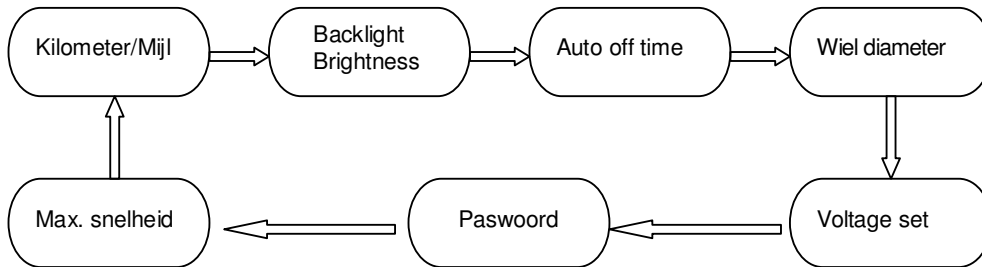 Kilometer/Mijl
Backlight
Brightness
Auto off time
Wiel diameter
Max. snelheid
Paswoord
Voltage set